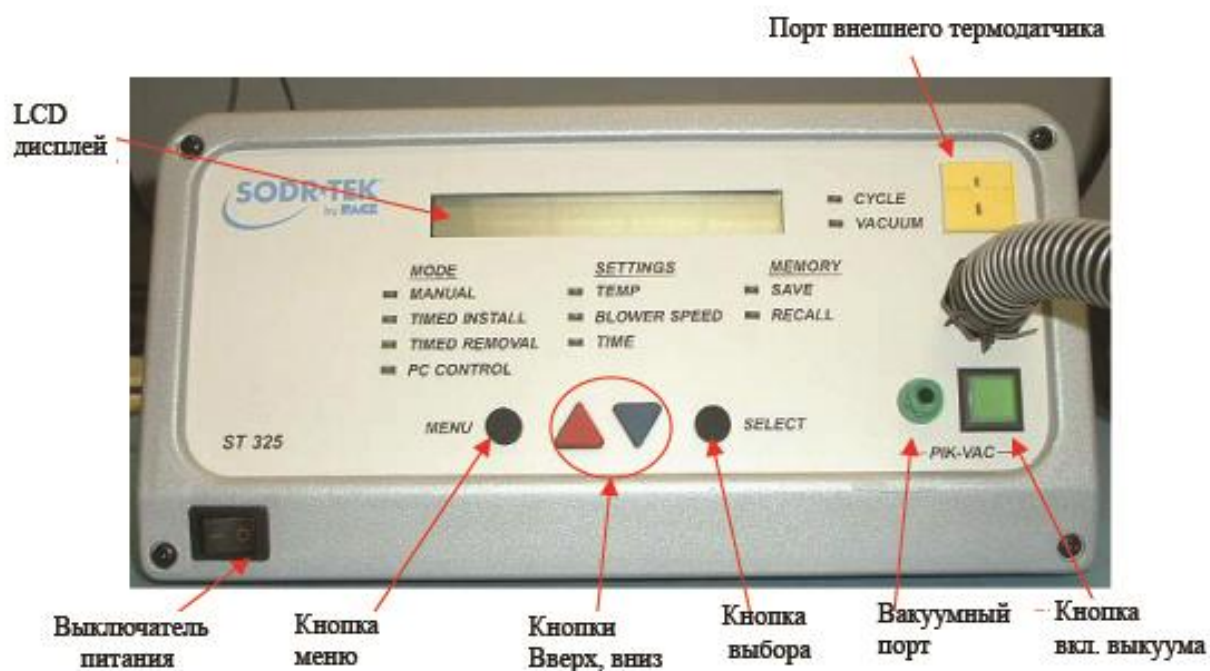 Порт внешнего термодатчика
LCD
дисплей
SODR-TEK
by PACE
CYCLE
VACUUM
MODE
MANUAL
TIMED INSTALL
TIMED REMOVAL
PC CONTROL
SETTINGS
TEMP
BLOWER SPEED
TIME
MEMORY
SAVE
RECALL
MENU
SELECT
ST 325
PIK-VAC
Выключатель
питания
Кнопка
меню
Кнопки
Вверх, вниз
Кнопка
выбора
Вакуумный
порт
Кнопка
вкл. выкуума